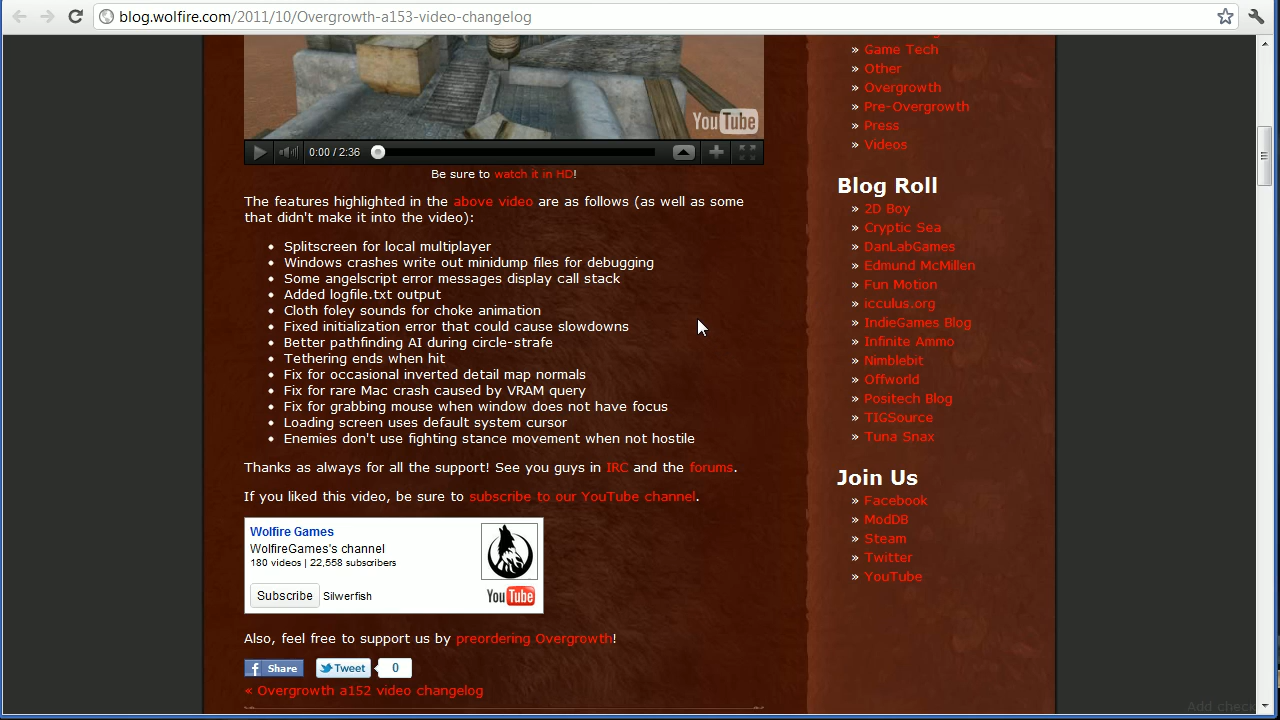 blog.wolfire.com/2011/10/Overgrowth-a153-video-changelog
YouTube
0:00 / 2:36
Be sure to watch it in HD!
The features highlighted in the above video are as follows (as well as some
that didn't make it into the video):
Splitscreen for local multiplayer
Windows crashes write out minidump files for debugging
Some angelscript error messages display call stack
Added logfile.txt output
Cloth foley sounds for choke animation
Fixed initialization error that could cause slowdowns
Better pathfinding AI during circle-strafe
Tethering ends when hit
Fix for occasional inverted detail map normals
Fix for rare Mac crash caused by VRAM query
Fix for grabbing mouse when window does not have focus
Loading screen uses default system cursor
Enemies don't use fighting stance movement when not hostile
Thanks as always for all the support! See you guys in IRC and the forums.
If you liked this video, be sure to subscribe to our YouTube channel.
Wolfire Games
WolfireGames's channel
180 videos | 22,558 subscribers
Subscribe Silwerfish
YouTube
Also, feel free to support us by preordering Overgrowth!
f Share Tweet 0
« Overgrowth a152 video changelog
» Game Tech
» Other
» Overgrowth
» Pre-Overgrowth
» Press
» Videos
Blog Roll
» 2D Boy
» Cryptic Sea
» DanLabGames
» Edmund McMillen
» Fun Motion
» icculus.org
» IndieGames Blog
» Infinite Ammo
» Nimblebit
» Offworld
» Positech Blog
» TIGSource
» Tuna Snax
Join Us
» Facebook
» ModDB
» Steam
» Twitter
» YouTube
Add check